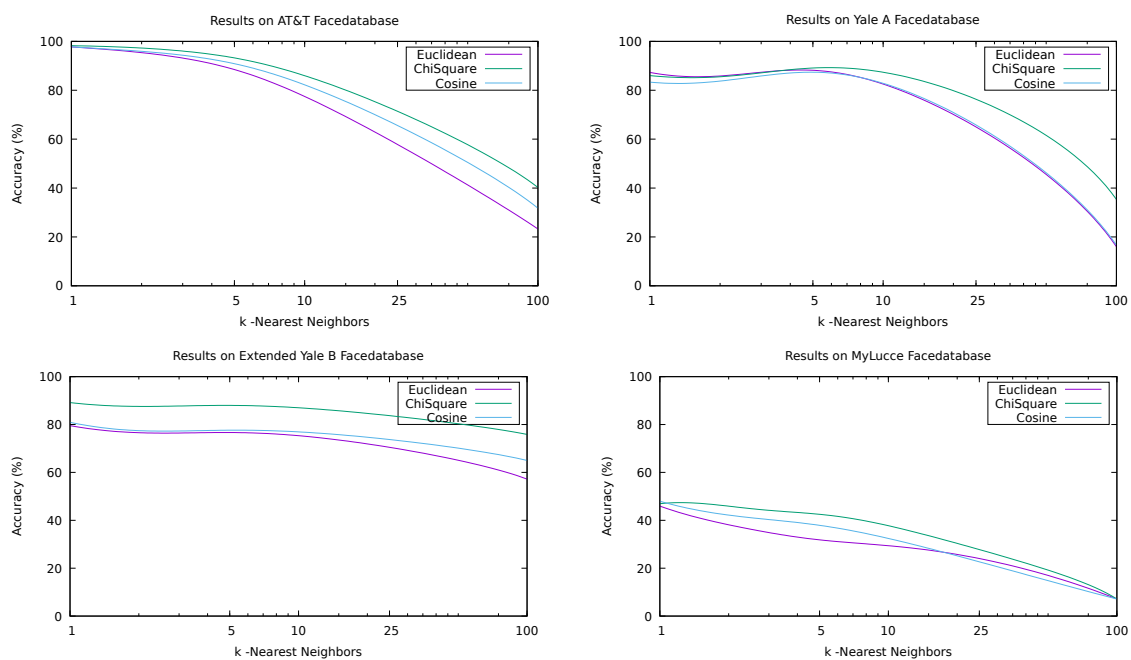 Results on AT&T Facedatabase
100
80
60
40
20
0
Accuracy (%)
Euclidean
ChiSquare
Cosine
1 5 10 25 100
k -Nearest Neighbors
Results on Yale A Facedatabase
100
80
60
40
20
0
Accuracy (%)
Euclidean
ChiSquare
Cosine
1 5 10 25 100
k -Nearest Neighbors
Results on Extended Yale B Facedatabase
100
80
60
40
20
0
Accuracy (%)
Euclidean
ChiSquare
Cosine
1 5 10 25 100
k -Nearest Neighbors
Results on MyLucce Facedatabase
100
80
60
40
20
0
Accuracy (%)
Euclidean
ChiSquare
Cosine
1 5 10 25 100
k -Nearest Neighbors